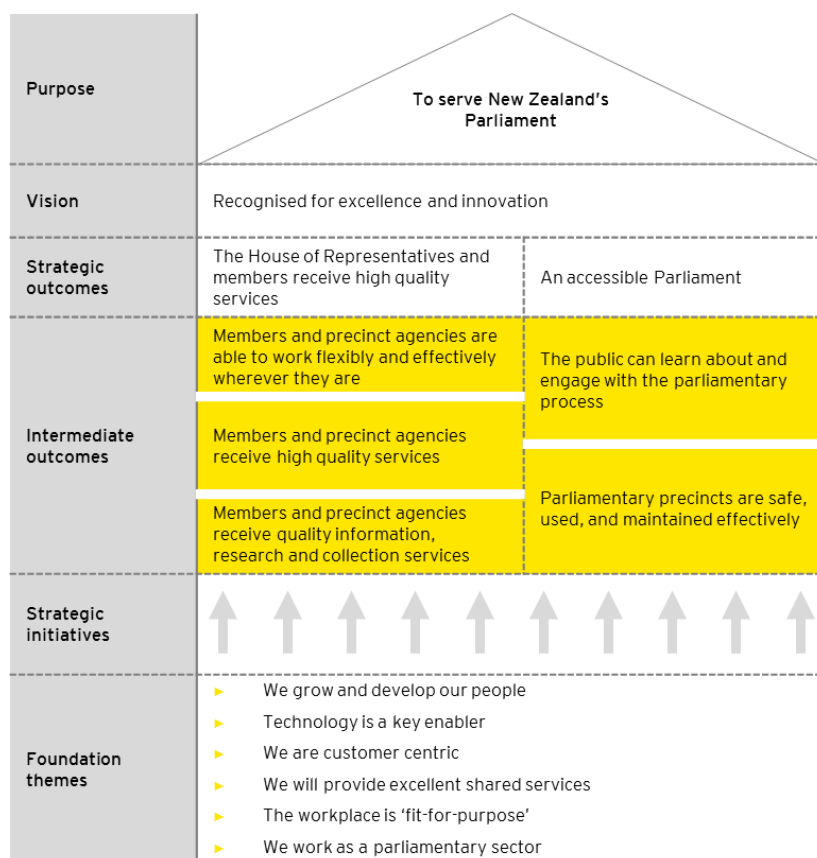 Purpose
To serve New Zealand's
Parliament
Vision
Recognised for excellence and innovation
Strategic
outcomes
The House of Representatives and
members receive high quality
services
An accessible Parliament
Intermediate
outcomes
Members and precinct agencies are
able to work flexibly and effectively
wherever they are
Members and precinct agencies
receive high quality services
Members and precinct agencies
receive quality information,
research and collection services
The public can learn about and
engage with the parliamentary
process
Parliamentary precincts are safe,
used, and maintained effectively
Strategic
initiatives
Foundation
themes
► We grow and develop our people
► Technology is a key enabler
► We are customer centric
► We will provide excellent shared services
► The workplace is ‘fit-for-purpose’
► We work as a parliamentary sector